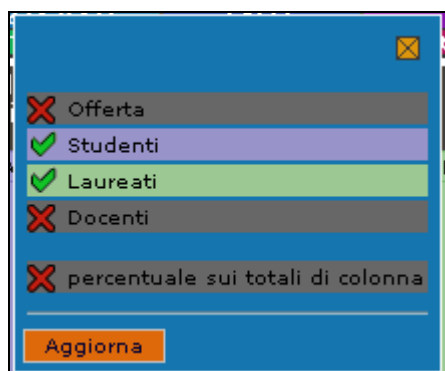 Offerta
Studenti
Laureati
Docenti
percentuale sui totali di colonna
Aggiorna